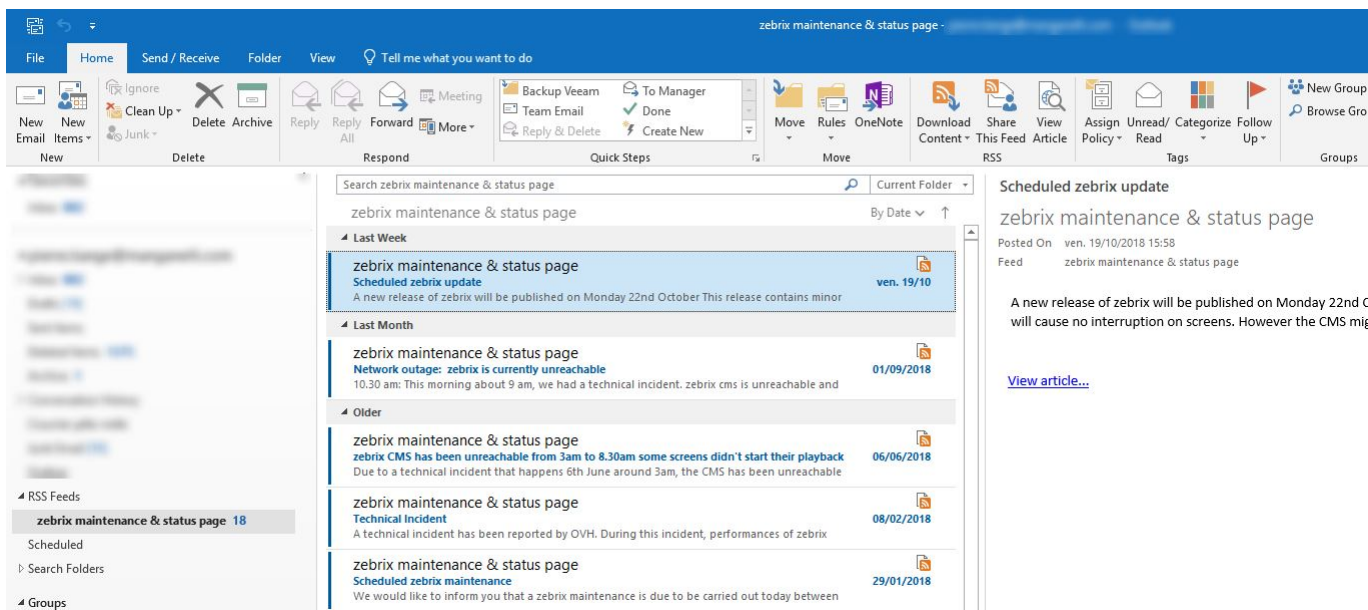 zebrix maintenance & status page -
File Home Send / Receive Folder View Tell me what you want to do
New Email
New Items
Ignore
Clean Up
Junk
Delete
Archive
Reply
Reply All
Forward
Meeting
More
Backup Veeam
Team Email
Reply & Delete
To Manager
Done
Create New
Move
Rules
OneNote
Download Content
Share This Feed
View Article
Assign Policy
Unread/ Read
Categorize
Follow Up
New Group
Browse Gro
New Delete Respond Quick Steps Move RSS Tags Groups
RSS Feeds
zebrix maintenance & status page 18
Scheduled
Search Folders
Groups
Search zebrix maintenance & status page Current Folder
zebrix maintenance & status page By Date
Last Week
zebrix maintenance & status page
Scheduled zebrix update ven. 19/10
A new release of zebrix will be published on Monday 22nd October This release contains minor
Last Month
zebrix maintenance & status page
Network outage: zebrix is currently unreachable 01/09/2018
10.30 am: This morning about 9 am, we had a technical incident. zebrix cms is unreachable and
Older
zebrix maintenance & status page
zebrix CMS has been unreachable from 3am to 8.30am some screens didn't start their playback 06/06/2018
Due to a technical incident that happens 6th June around 3am, the CMS has been unreachable
zebrix maintenance & status page
Technical Incident 08/02/2018
A technical incident has been reported by OVH. During this incident, performances of zebrix
zebrix maintenance & status page
Scheduled zebrix maintenance 29/01/2018
We would like to inform you that a zebrix maintenance is due to be carried out today between
Scheduled zebrix update
zebrix maintenance & status page
Posted On ven. 19/10/2018 15:58
Feed zebrix maintenance & status page
A new release of zebrix will be published on Monday 22nd
will cause no interruption on screens. However the CMS mig
View article...